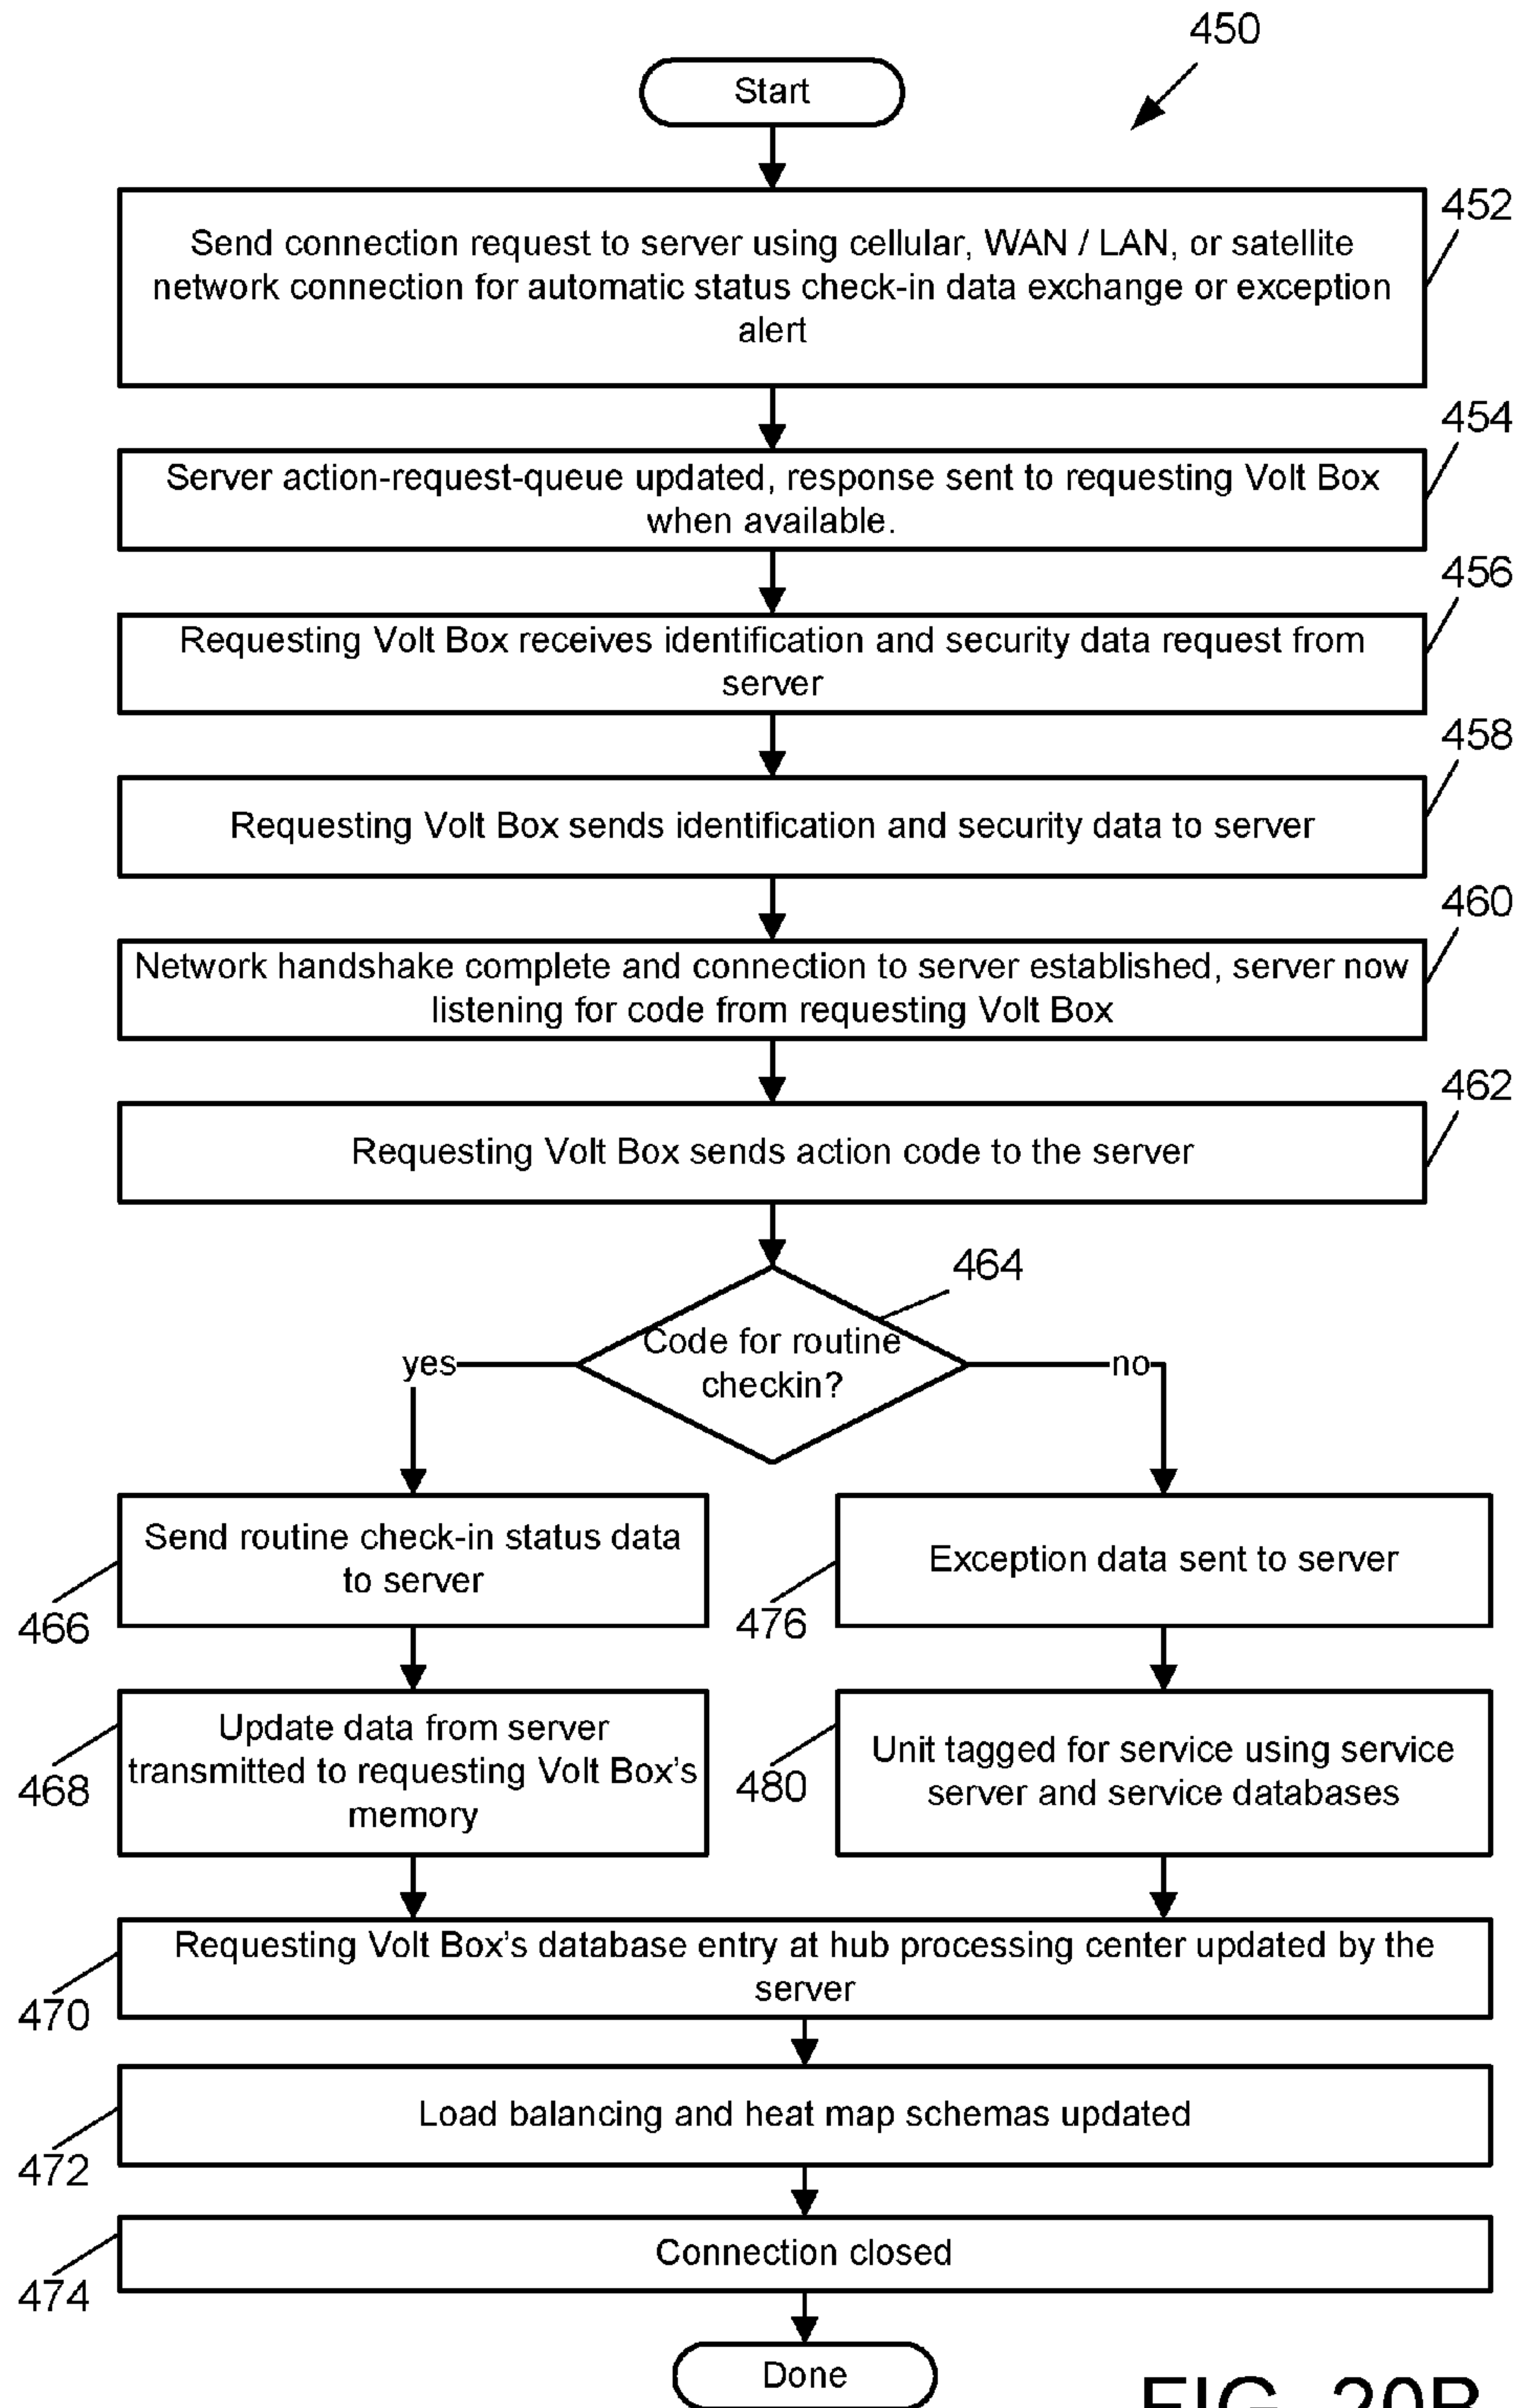 450
Start
452
Send connection request to server using cellular, WAN / LAN, or satellite
network connection for automatic status check-in data exchange or exception
alert
454
Server action-request-queue updated, response sent to requesting Volt Box
when available.
456
Requesting Volt Box receives identification and security data request from
server
458
Requesting Volt Box sends identification and security data to server
460
Network handshake complete and connection to server established, server now
listening for code from requesting Volt Box
462
Requesting Volt Box sends action code to the server
464
Code for routine
checkin?
yes
no
Send routine check-in status data
to server
466
Exception data sent to server
476
Update data from server
transmitted to requesting Volt Box's
memory
468
Unit tagged for service using service
server and service databases
480
Requesting Volt Box's database entry at hub processing center updated by the
server
470
Load balancing and heat map schemas updated
472
Connection closed
474
Done
FIG. 20B